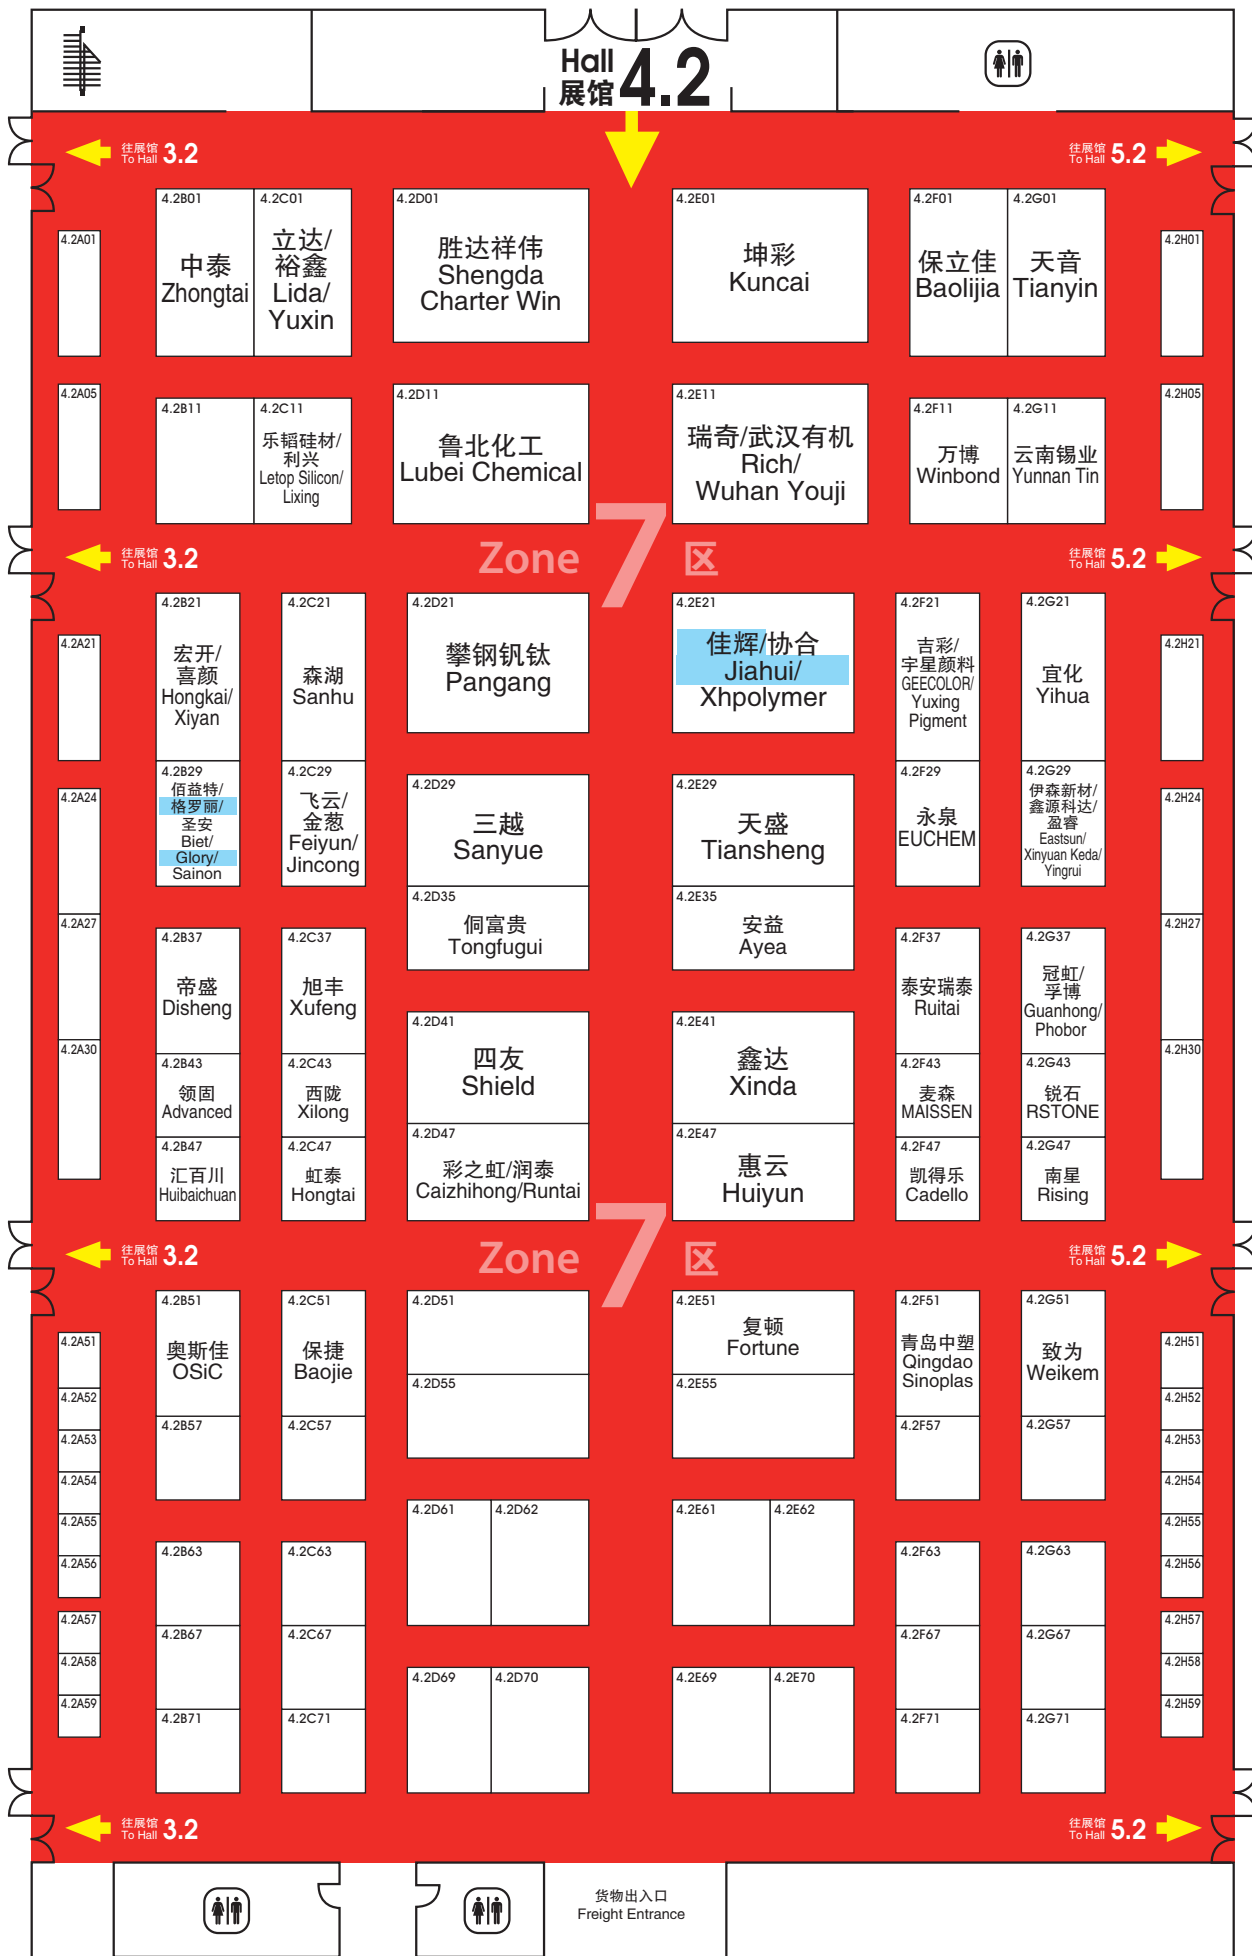 Hall
展馆 4.2
往展馆
To Hall 3.2
往展馆
To Hall 5.2
4.2A01
4.2B01
中泰
Zhongtai
4.2C01
立达/
裕鑫
Lida/
Yuxin
4.2D01
胜达祥伟
Shengda
Charter Win
4.2E01
坤彩
Kuncai
4.2F01
保立佳
Baolijia
4.2G01
天音
Tianyin
4.2H01
4.2A05
4.2B11
4.2C11
乐韬硅材/
利兴
Letop Silicon/
Lixing
4.2D11
鲁北化工
Lubei Chemical
4.2E11
瑞奇/武汉有机
Rich/
Wuhan Youji
4.2F11
万博
Winbond
4.2G11
云南锡业
Yunnan Tin
4.2H05
往展馆
To Hall 3.2
Zone 7 区
往展馆
To Hall 5.2
4.2A21
4.2B21
宏开/
喜颜
Hongkai/
Xiyan
4.2C21
森湖
Sanhu
4.2D21
攀钢钒钛
Pangang
4.2E21
佳辉/协合
Jiahui/
Xhpolymer
4.2F21
吉彩/
宇星颜料
GEECOLOR/
Yuxing
Pigment
4.2G21
宜化
Yihua
4.2H21
4.2A24
4.2B29
佰益特/
格罗丽/
圣安
Biet/
Glory/
Sainon
4.2C29
飞云/
金葱
Feiyun/
Jincong
4.2D29
三越
Sanyue
4.2E29
天盛
Tiansheng
4.2F29
永泉
EUCHEM
4.2G29
伊森新材/
鑫源科达/
盈睿
Eastsun/
Xinyuan Keda/
Yingrui
4.2H24
4.2D35
侗富贵
Tongfugui
4.2E35
安益
Ayea
4.2A27
4.2B37
帝盛
Disheng
4.2C37
旭丰
Xufeng
4.2F37
泰安瑞泰
Ruitai
4.2G37
冠虹/
孚博
Guanhong/
Phobor
4.2H27
4.2A30
4.2D41
四友
Shield
4.2E41
鑫达
Xinda
4.2H30
4.2B43
领固
Advanced
4.2C43
西陇
Xilong
4.2F43
麦森
MAISSEN
4.2G43
锐石
RSTONE
4.2B47
汇百川
Huibaichuan
4.2C47
虹泰
Hongtai
4.2D47
彩之虹/润泰
Caizhihong/Runtai
4.2E47
惠云
Huiyun
4.2F47
凯得乐
Cadello
4.2G47
南星
Rising
往展馆
To Hall 3.2
Zone 7 区
往展馆
To Hall 5.2
4.2A51
4.2B51
奥斯佳
OSiC
4.2C51
保捷
Baojie
4.2D51
4.2E51
复顿
Fortune
4.2F51
青岛中塑
Qingdao
Sinoplas
4.2G51
致为
Weikem
4.2H51
4.2A52
4.2D55
4.2E55
4.2H52
4.2A53
4.2B57
4.2C57
4.2F57
4.2G57
4.2H53
4.2A54
4.2H54
4.2A55
4.2D61
4.2D62
4.2E61
4.2E62
4.2H55
4.2A56
4.2B63
4.2C63
4.2F63
4.2G63
4.2H56
4.2A57
4.2B67
4.2C67
4.2F67
4.2G67
4.2H57
4.2A58
4.2D69
4.2D70
4.2E69
4.2E70
4.2H58
4.2A59
4.2B71
4.2C71
4.2F71
4.2G71
4.2H59
往展馆
To Hall 3.2
往展馆
To Hall 5.2
货物出入口
Freight Entrance